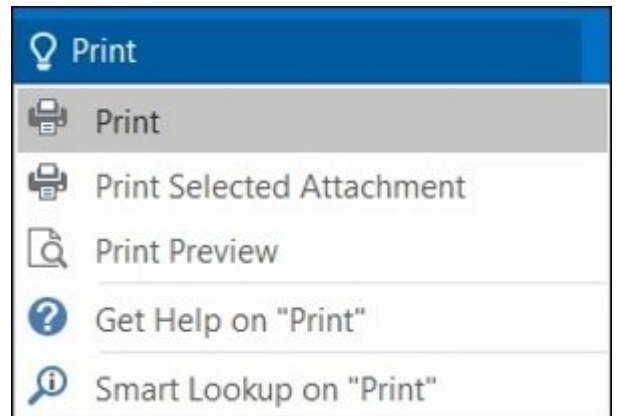 Print
Print
Print Selected Attachment
Print Preview
Get Help on "Print"
Smart Lookup on "Print"